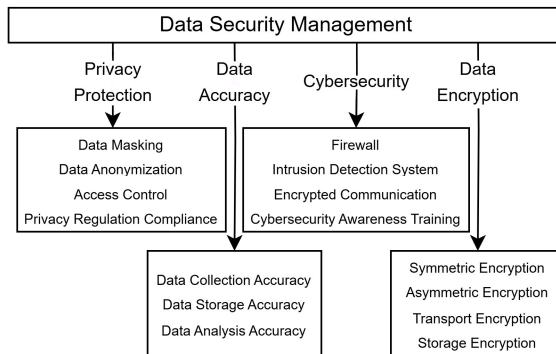 Data Security Management
Privacy
Protection
Data
Accuracy
Cybersecurity
Data
Encryption
Data Masking
Data Anonymization
Access Control
Privacy Regulation Compliance
Firewall
Intrusion Detection System
Encrypted Communication
Cybersecurity Awareness Training
Data Collection Accuracy
Data Storage Accuracy
Data Analysis Accuracy
Symmetric Encryption
Asymmetric Encryption
Transport Encryption
Storage Encryption